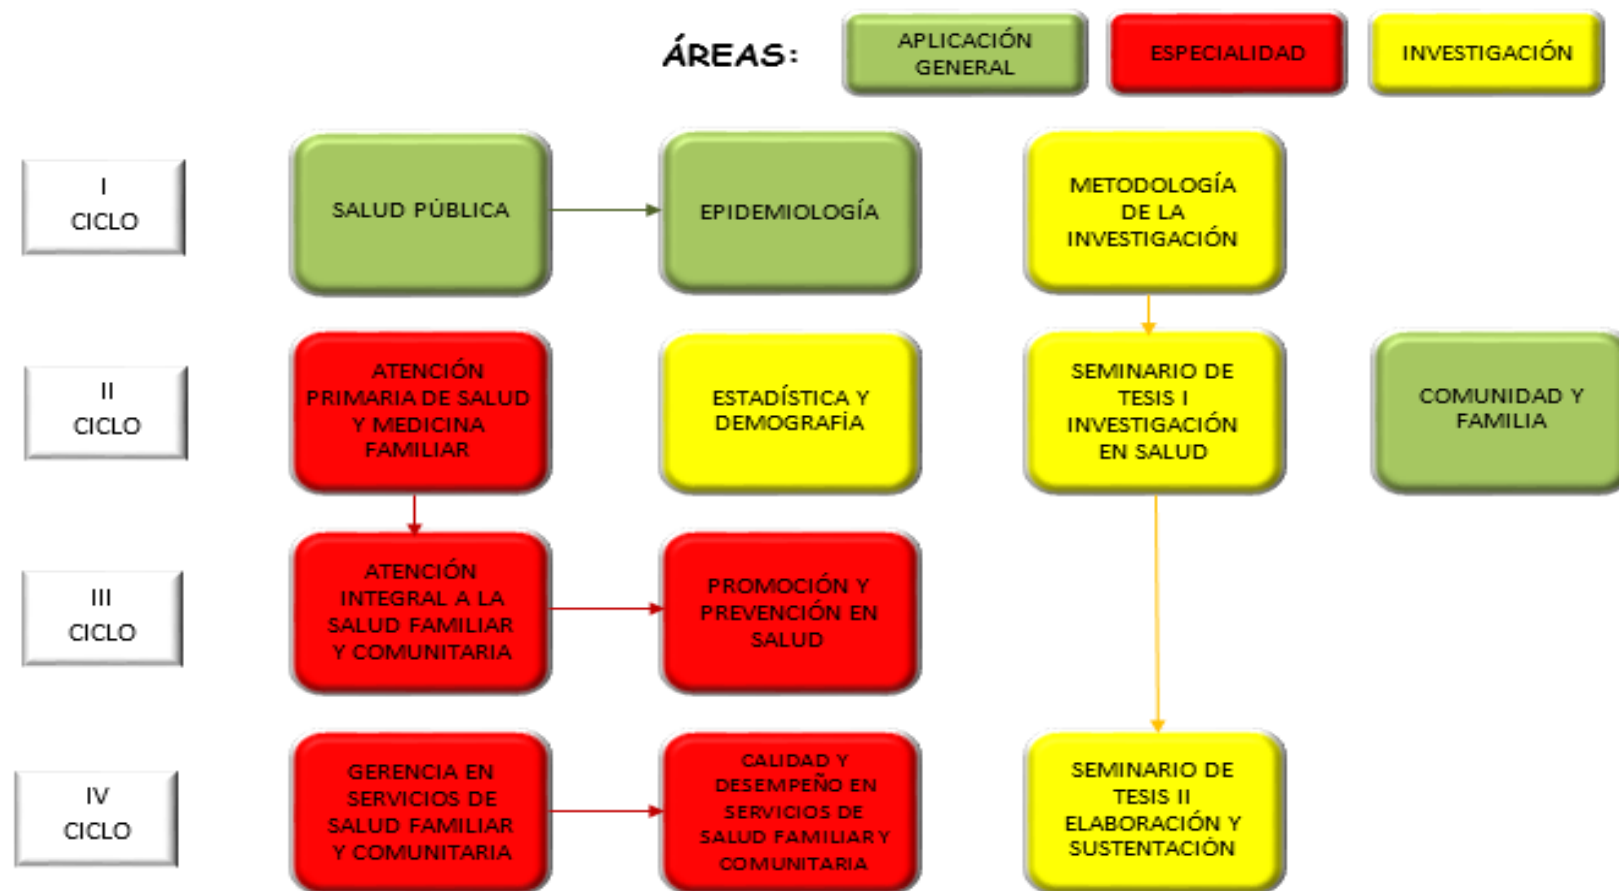 ÁREAS:
APLICACIÓN
GENERAL
ESPECIALIDAD
INVESTIGACIÓN
I
CICLO
SALUD PÚBLICA
EPIDEMIOLOGÍA
METODOLOGÍA
DE LA
INVESTIGACIÓN
II
CICLO
ATENCIÓN
PRIMARIA DE SALUD
Y MEDICINA
FAMILIAR
ESTADÍSTICA Y
DEMOGRAFÍA
SEMINARIO DE
TESIS I
INVESTIGACIÓN
EN SALUD
COMUNIDAD Y
FAMILIA
III
CICLO
ATENCIÓN
INTEGRAL A LA
SALUD FAMILIAR
Y COMUNITARIA
PROMOCIÓN Y
PREVENCIÓN EN
SALUD
IV
CICLO
GERENCIA EN
SERVICIOS DE
SALUD FAMILIAR
Y COMUNITARIA
CALIDAD Y
DESEMPEÑO EN
SERVICIOS DE
SALUD FAMILIAR Y
COMUNITARIA
SEMINARIO DE
TESIS II
ELABORACIÓN Y
SUSTENTACIÓN